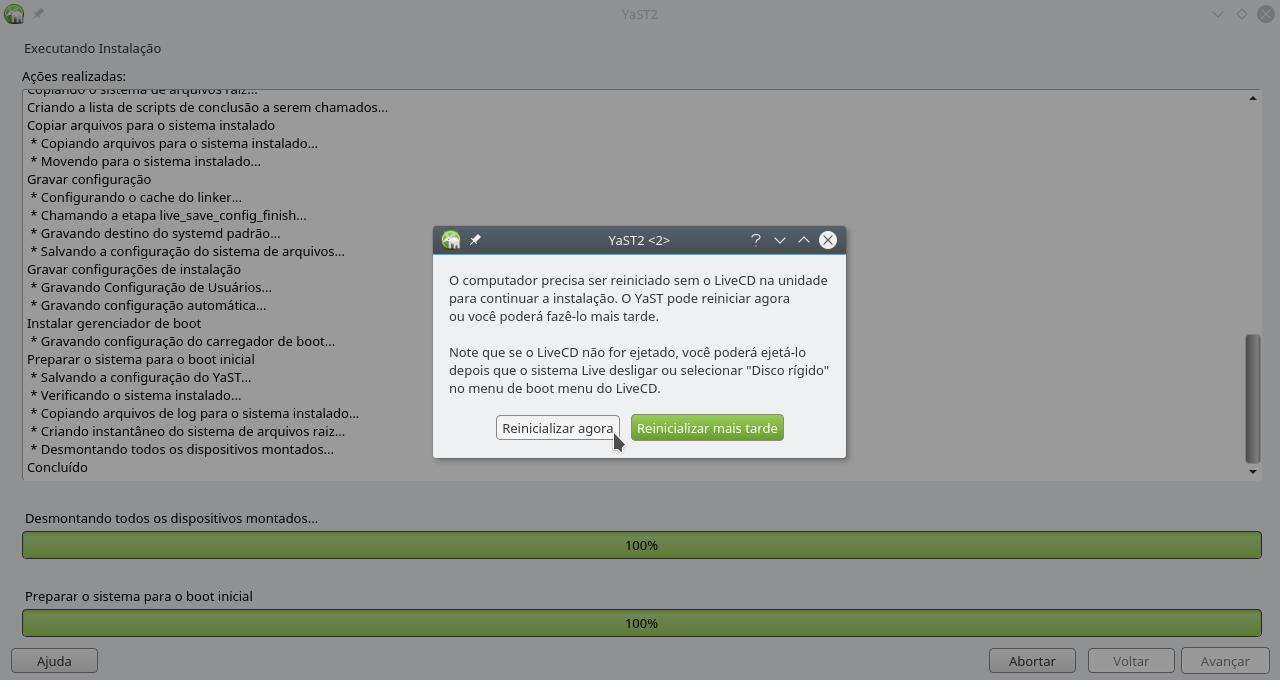 YaST2
Executando Instalação
Ações realizadas:
Copiando o sistema de arquivos raiz...
Criando a lista de scripts de conclusão a serem chamados...
Copiar arquivos para o sistema instalado
* Copiando arquivos para o sistema instalado...
* Movendo para o sistema instalado...
Gravar configuração
* Configurando o cache do linker...
* Chamando a etapa live_save_config_finish...
* Gravando destino do systemd padrão...
* Salvando a configuração do sistema de arquivos...
Gravar configurações de instalação
* Gravando Configuração de Usuários...
* Gravando configuração automática...
Instalar gerenciador de boot
* Gravando configuração do carregador de boot...
Preparar o sistema para o boot inicial
* Salvando a configuração do YaST...
* Verificando o sistema instalado...
* Copiando arquivos de log para o sistema instalado...
* Criando instantâneo do sistema de arquivos raiz...
* Desmontando todos os dispositivos montados...
Concluído
YaST2 <2>
O computador precisa ser reiniciado sem o LiveCD na unidade
para continuar a instalação. O YaST pode reiniciar agora
ou você poderá fazê-lo mais tarde.
Note que se o LiveCD não for ejetado, você poderá ejetá-lo
depois que o sistema Live desligar ou selecionar "Disco rígido"
no menu de boot menu do LiveCD.
Reinicializar agora
Reinicializar mais tarde
Desmontando todos os dispositivos montados...
100%
Preparar o sistema para o boot inicial
100%
Ajuda
Abortar
Voltar
Avançar